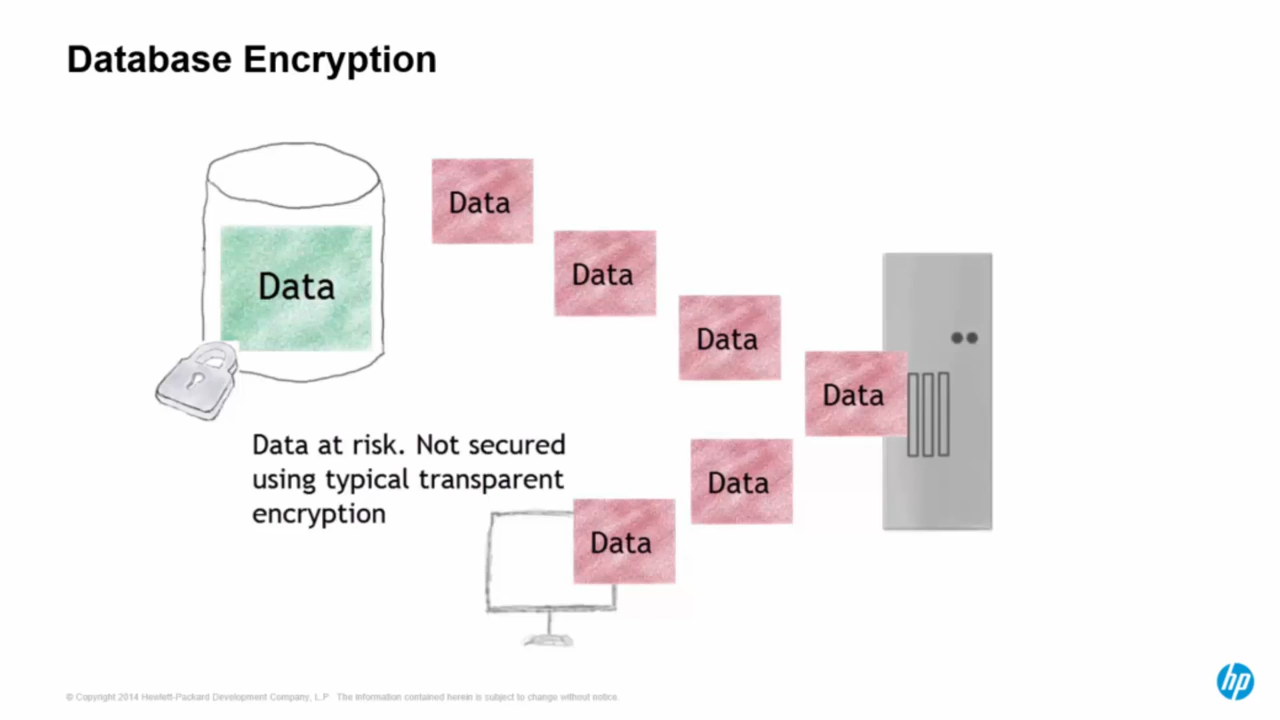 Database Encryption
Data
Data
Data
Data
Data
Data
Data
Data at risk. Not secured
using typical transparent
encryption
© Copyright 2014 Hewlett-Packard Development Company, L.P. The information contained herein is subject to change without notice.
hp